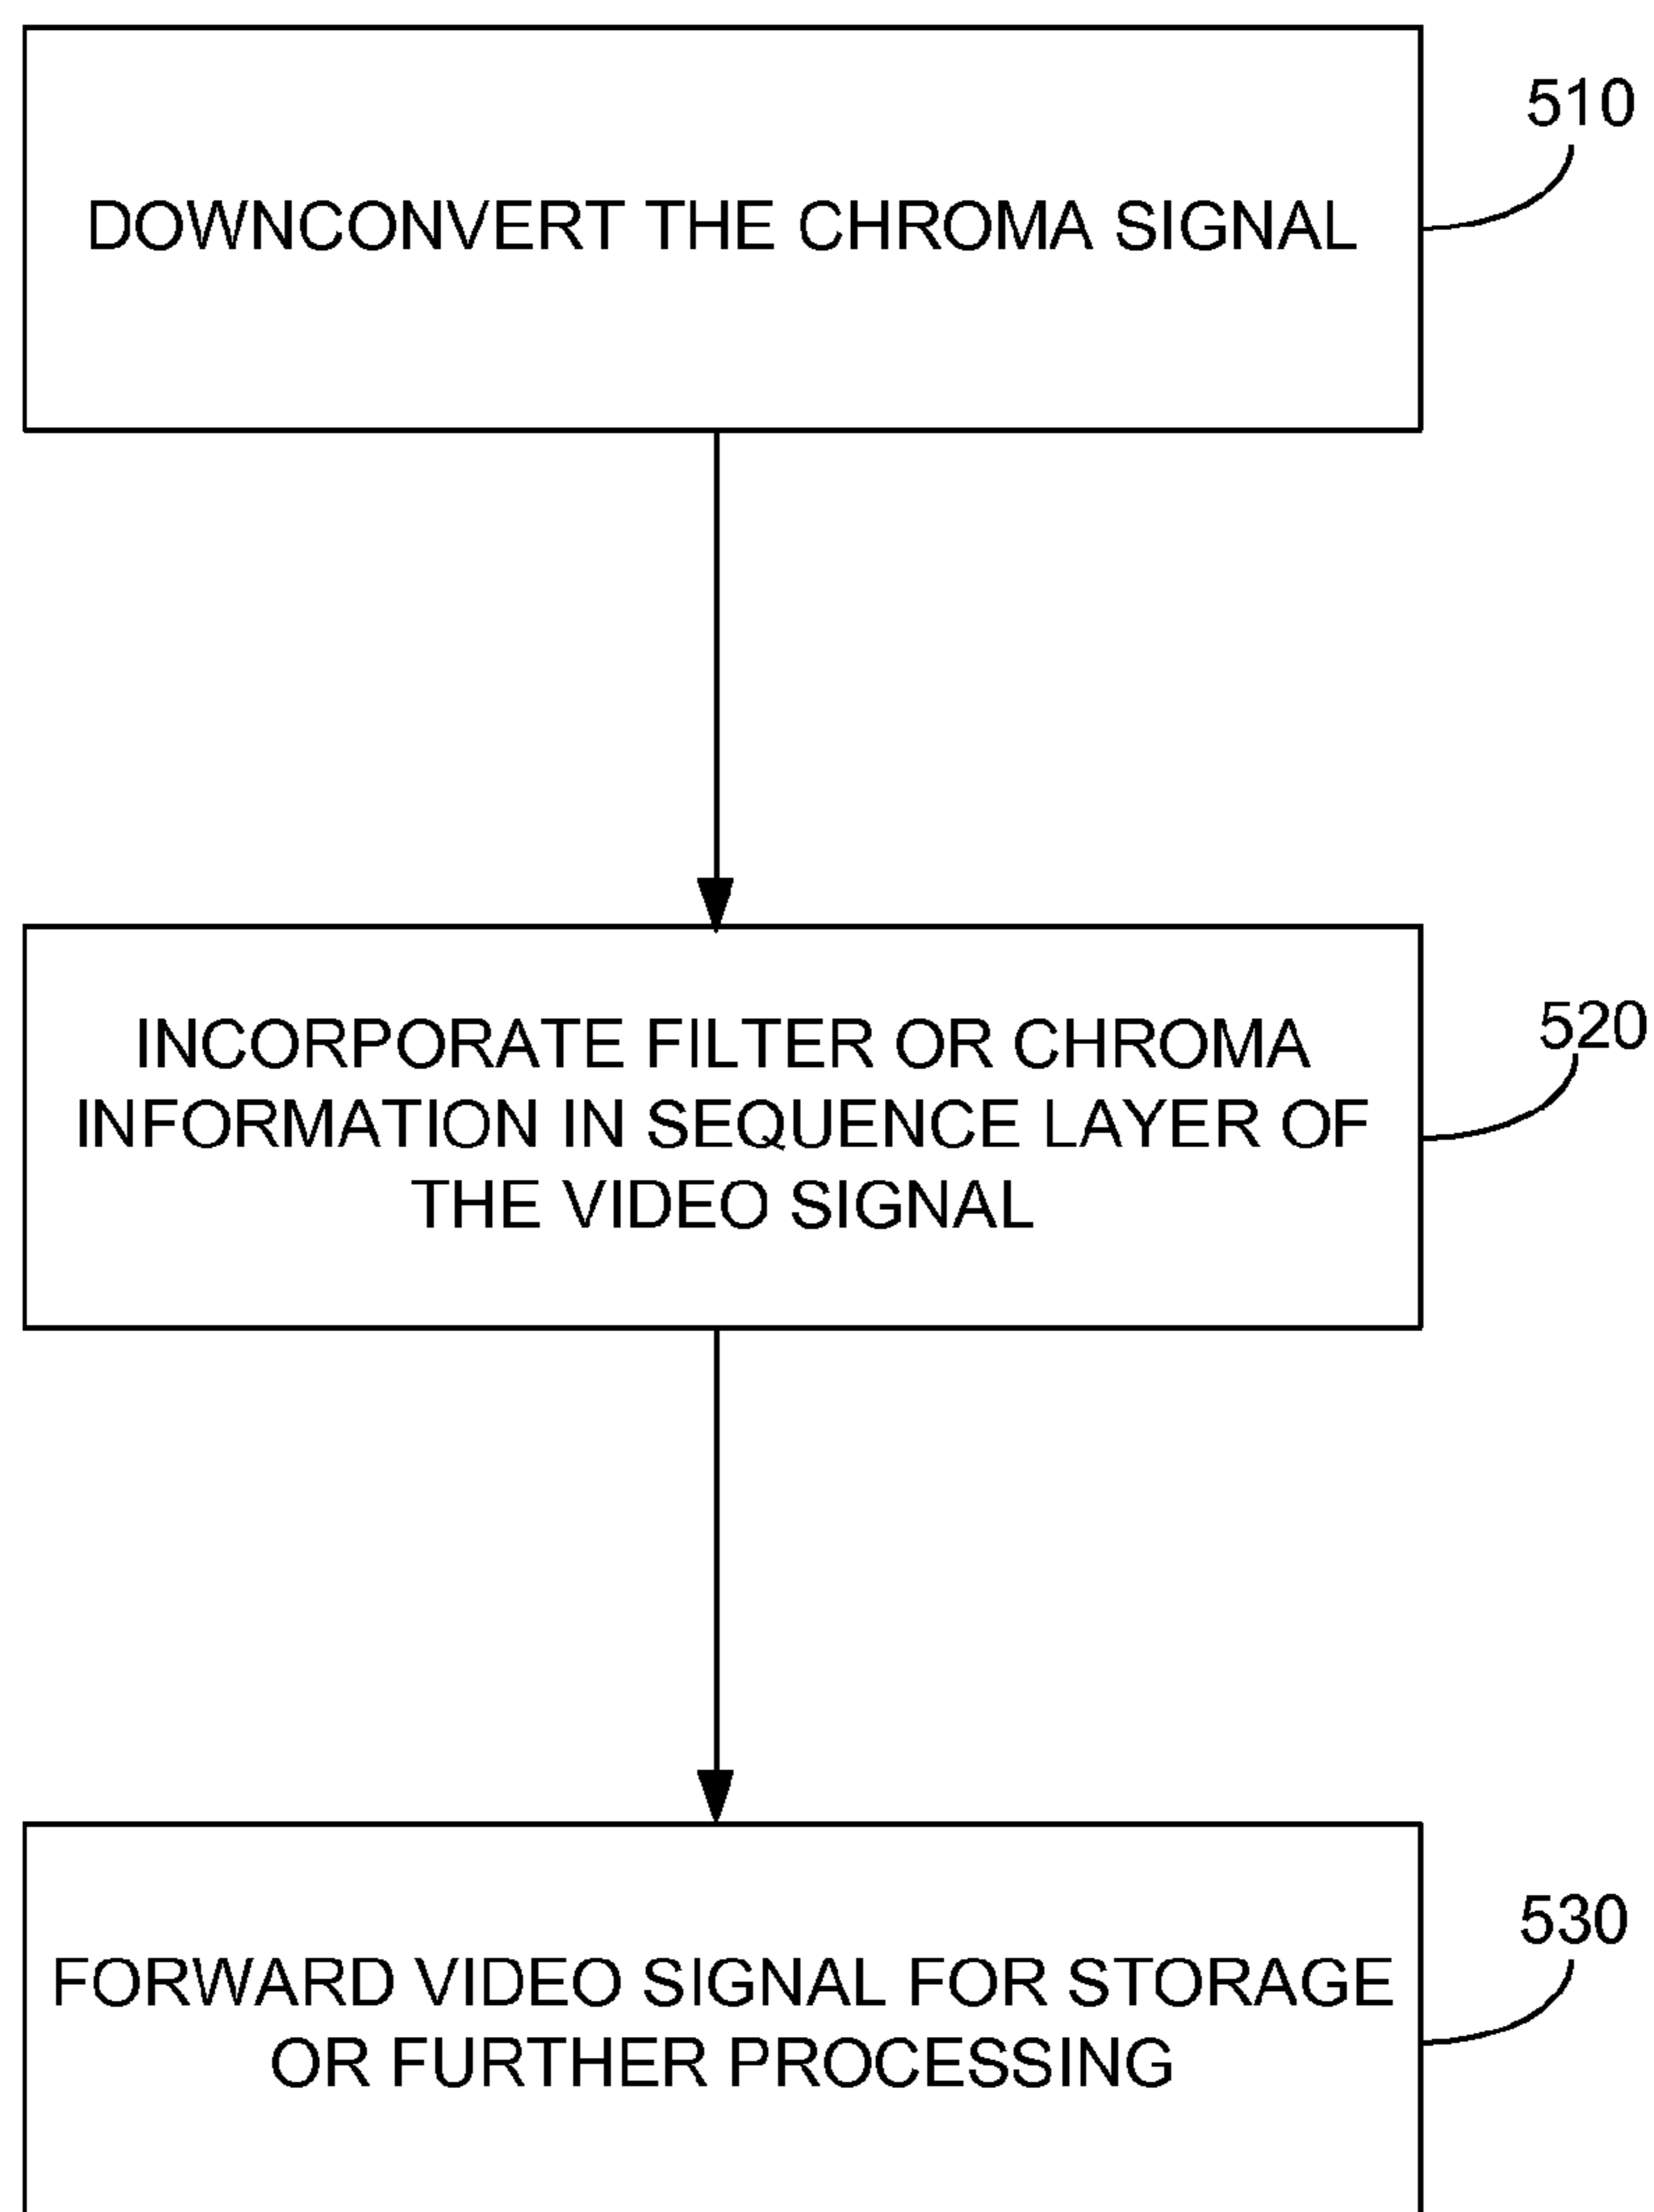 510
DOWNCONVERT THE CHROMA SIGNAL
520
INCORPORATE FILTER OR CHROMA
INFORMATION IN SEQUENCE LAYER OF
THE VIDEO SIGNAL
530
FORWARD VIDEO SIGNAL FOR STORAGE
OR FURTHER PROCESSING